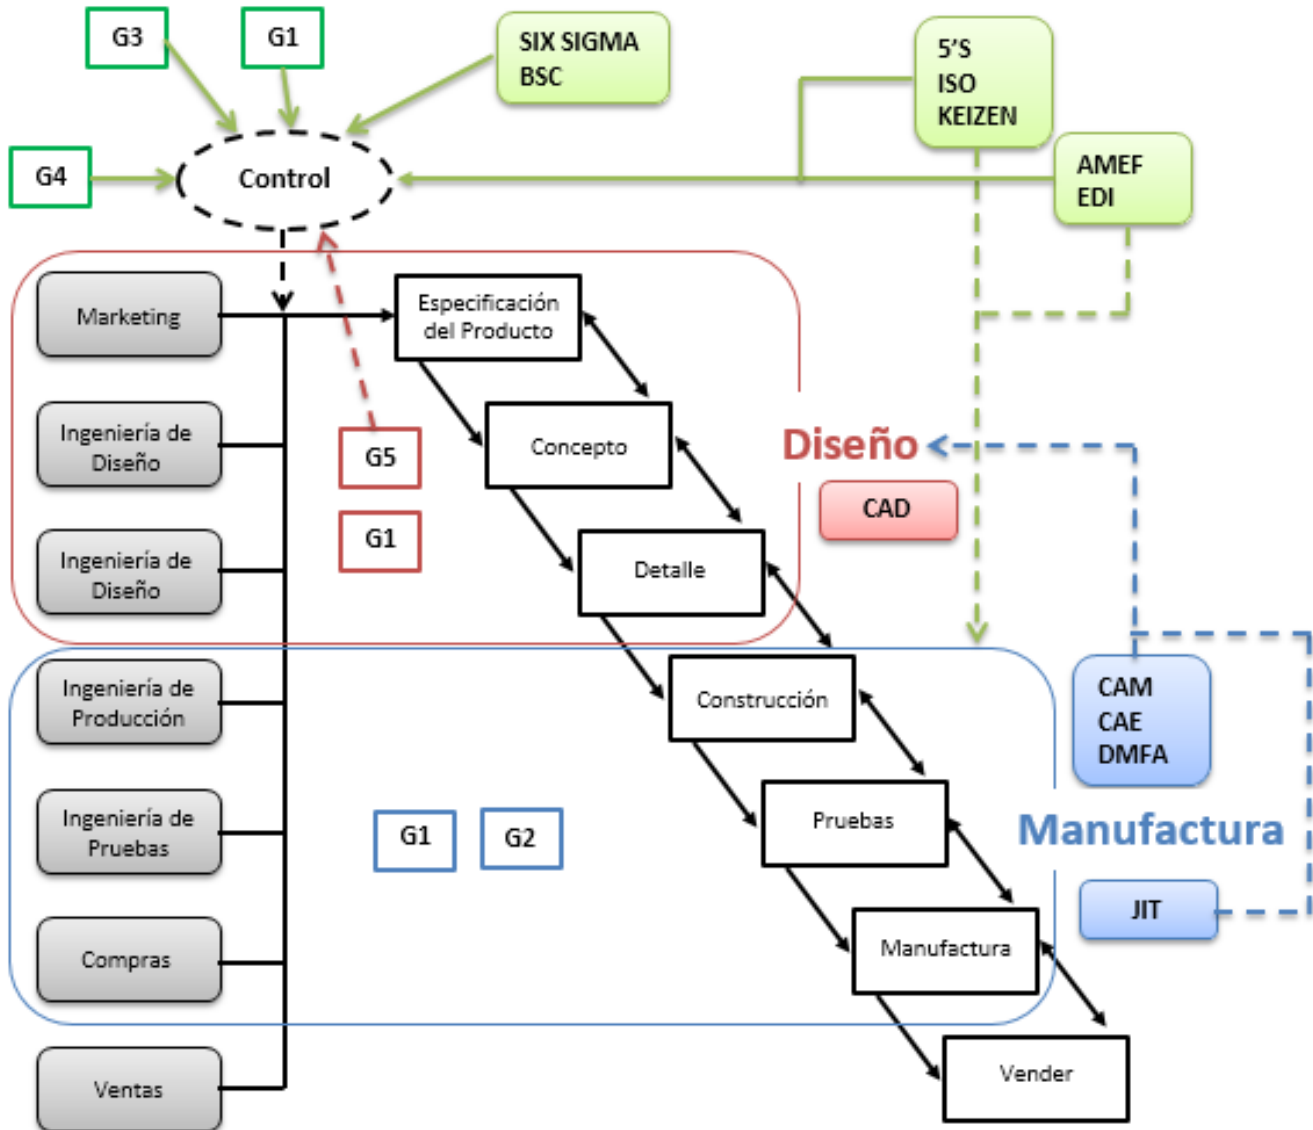 G3
G1
SIX SIGMA
BSC
5'S
ISO
KEIZEN
G4
Control
AMEF
EDI
Marketing
Especificación
del Producto
Ingeniería de
Diseño
G5
Concepto
Diseño
CAD
G1
Ingeniería de
Diseño
Detalle
Ingeniería de
Producción
Construcción
CAM
CAE
DMFA
Ingeniería de
Pruebas
G1
G2
Pruebas
Manufactura
Compras
Manufactura
JIT
Ventas
Vender